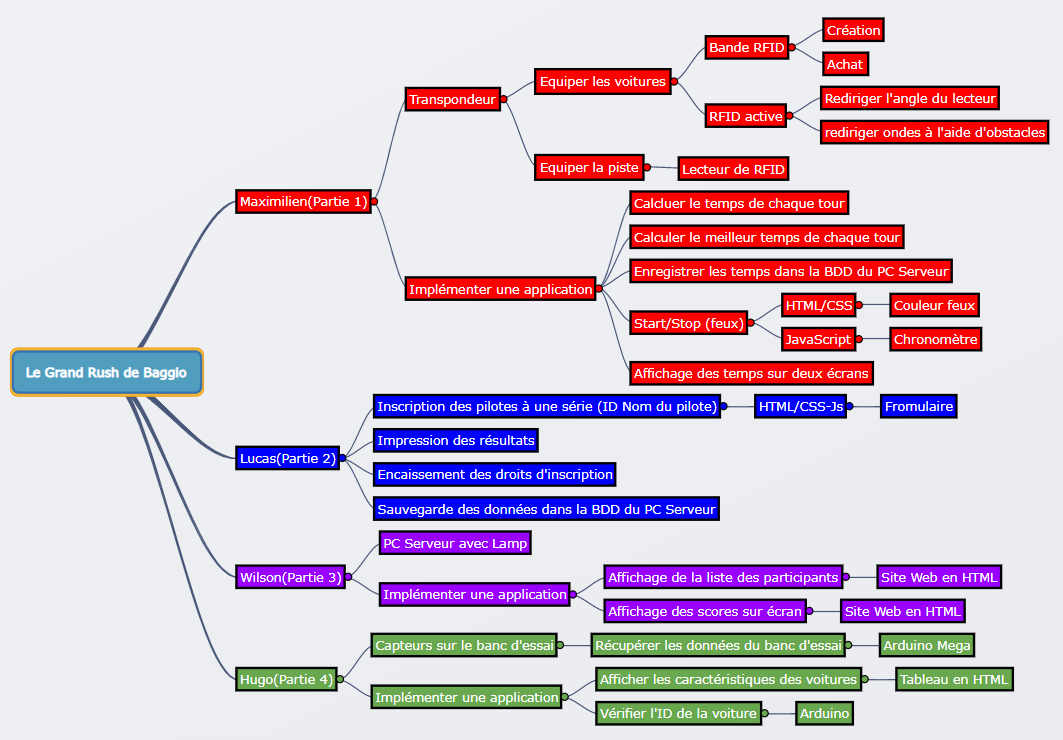 Le Grand Rush de Baggio
Maximilien(Partie 1)
Transpondeur
Equiper les voitures
Bande RFID
Création
Achat
RFID active
Rediriger l'angle du lecteur
rediriger ondes à l'aide d'obstacles
Equiper la piste
Lecteur de RFID
Implémenter une application
Calcluer le temps de chaque tour
Calculer le meilleur temps de chaque tour
Enregistrer les temps dans la BDD du PC Serveur
Start/Stop (feux)
HTML/CSS
Couleur feux
JavaScript
Chronomètre
Affichage des temps sur deux écrans
Lucas(Partie 2)
Inscription des pilotes à une série (ID Nom du pilote)
HTML/CSS-Js
Fromulaire
Impression des résultats
Encaissement des droits d'inscription
Sauvegarde des données dans la BDD du PC Serveur
Wilson(Partie 3)
PC Serveur avec Lamp
Implémenter une application
Affichage de la liste des participants
Site Web en HTML
Affichage des scores sur écran
Site Web en HTML
Hugo(Partie 4)
Capteurs sur le banc d'essai
Récupérer les données du banc d'essai
Arduino Mega
Implémenter une application
Afficher les caractéristiques des voitures
Tableau en HTML
Vérifier l'ID de la voiture
Arduino